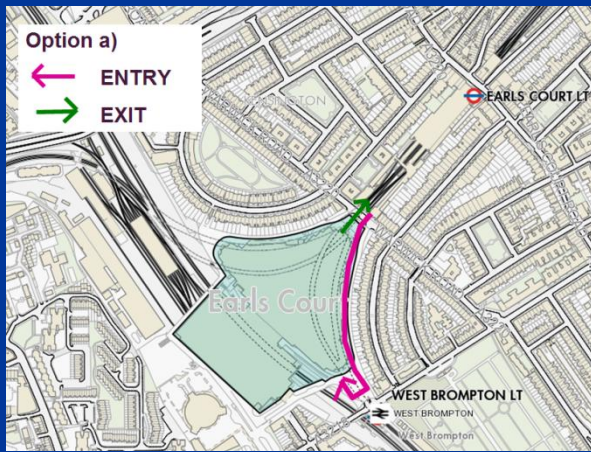 Option a)
ENTRY
EXIT
EARLS COURT LT
Earls Court
WEST BROMPTON LT
WEST BROMPTON
West Brompton